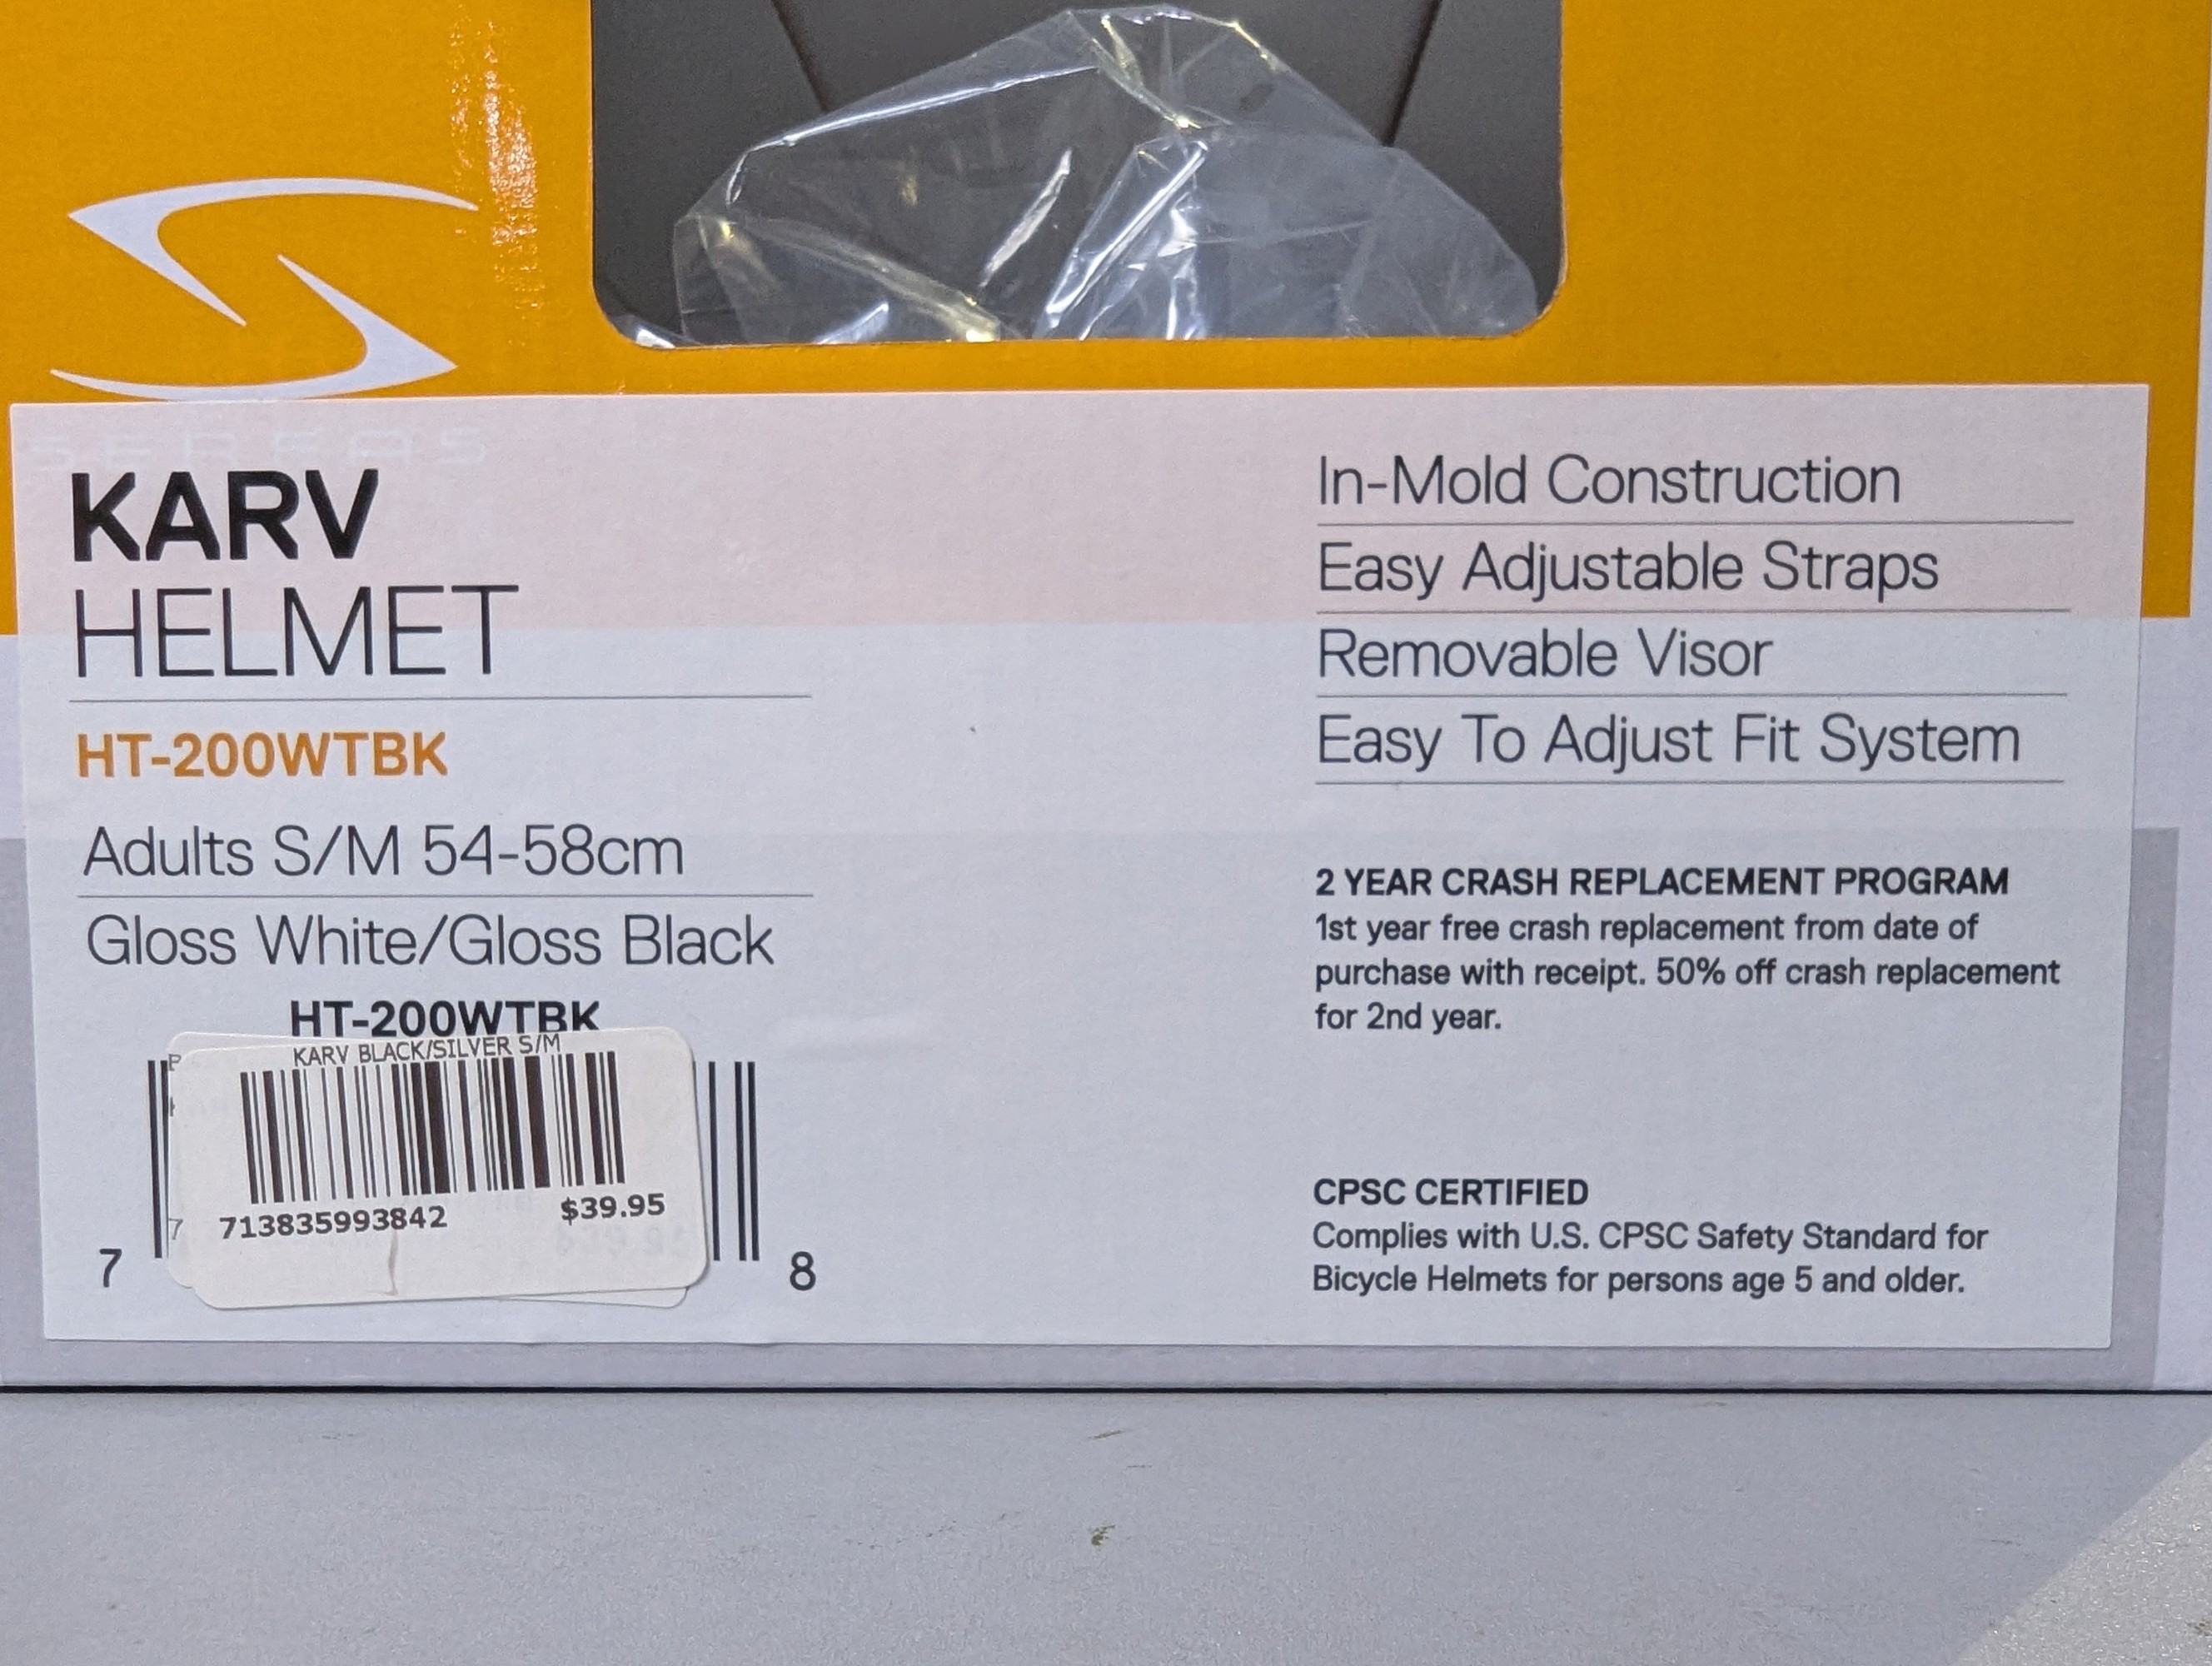 SERFAS
KARV
HELMET
HT-200WTBK
Adults S/M 54-58cm
Gloss White/Gloss Black
HT-200WTBK
KARV BLACK/SILVER S/M
713835993842
$39.95
7
8
In-Mold Construction
Easy Adjustable Straps
Removable Visor
Easy To Adjust Fit System
2 YEAR CRASH REPLACEMENT PROGRAM
1st year free crash replacement from date of
purchase with receipt. 50% off crash replacement
for 2nd year.
CPSC CERTIFIED
Complies with U.S. CPSC Safety Standard for
Bicycle Helmets for persons age 5 and older.